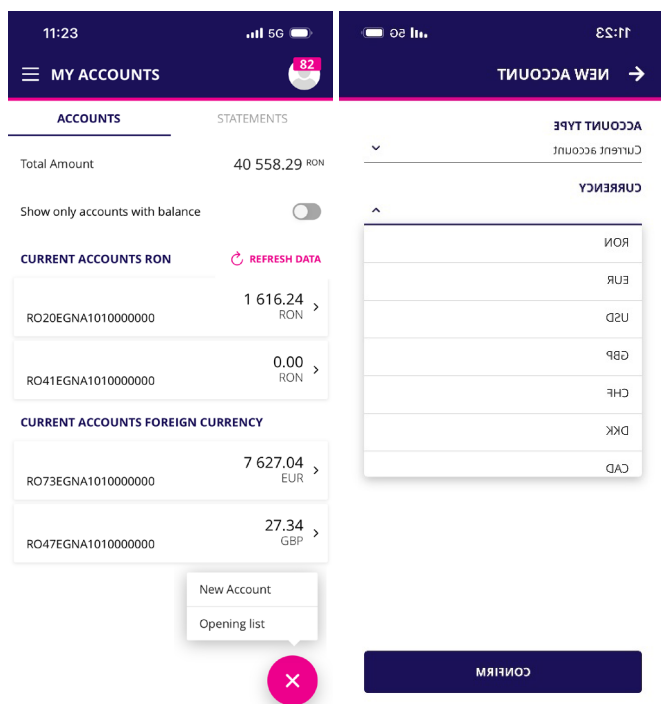 11:23
5G
MY ACCOUNTS
82
ACCOUNTS
STATEMENTS
Total Amount
40 558.29 RON
Show only accounts with balance
CURRENT ACCOUNTS RON
REFRESH DATA
1 616.24
RO20EGNA1010000000
RON
0.00
RO41EGNA1010000000
RON
CURRENT ACCOUNTS FOREIGN CURRENCY
7 627.04
RO73EGNA1010000000
EUR
27.34
RO47EGNA1010000000
GBP
New Account
Opening list
11:23
5G
NEW ACCOUNT
ACCOUNT TYPE
Current account
CURRENCY
RON
EUR
USD
GBP
CHF
DKK
CAD
CONFIRM